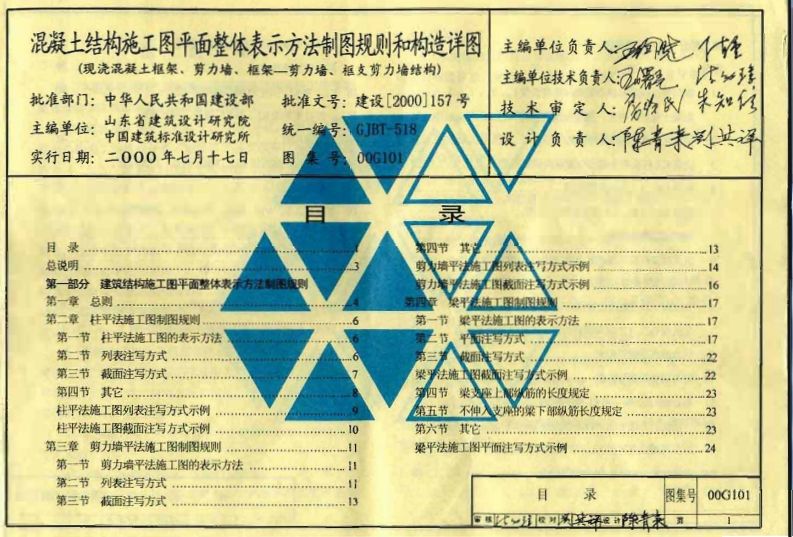 混凝土结构施工图平面整体表示方法制图规则和构造详图
(现浇混凝土框架、剪力墙、框架—剪力墙、框支剪力墙结构)
批准部门：中华人民共和国建设部
批准文号：建设[2000]157号
主编单位：山东省建筑设计研究院
中国建筑标准设计研究所
统一编号：GJBT-518
实行日期：二000年七月十七日
图集号：00G101
主编单位负责人：
主编单位技术负责人：
技术审定人：
设计负责人：陈青来 刘其祥
目 录
目 录 1
总说明 3
第一部分 建筑结构施工图平面整体表示方法制图规则
第一章 总则 4
第二章 柱平法施工图制图规则 6
第一节 柱平法施工图的表示方法 6
第二节 列表注写方式 6
第三节 截面注写方式 7
第四节 其它 8
柱平法施工图列表注写方式示例 9
柱平法施工图截面注写方式示例 10
第三章 剪力墙平法施工图制图规则 11
第一节 剪力墙平法施工图的表示方法 11
第二节 列表注写方式 11
第三节 截面注写方式 13
第四节 其它 13
剪力墙平法施工图列表注写方式示例 14
剪力墙平法施工图截面注写方式示例 16
第四章 梁平法施工图制图规则 17
第一节 梁平法施工图的表示方法 17
第二节 平面注写方式 17
第三节 截面注写方式 22
梁平法施工图截面注写方式示例 22
第四节 梁支座上部纵筋的长度规定 23
第五节 不伸入支座的梁下部纵筋长度规定 23
第六节 其它 23
梁平法施工图平面注写方式示例 24
目 录 图集号 00G101
审核 校对 刘其祥 设计 陈青来 页 1